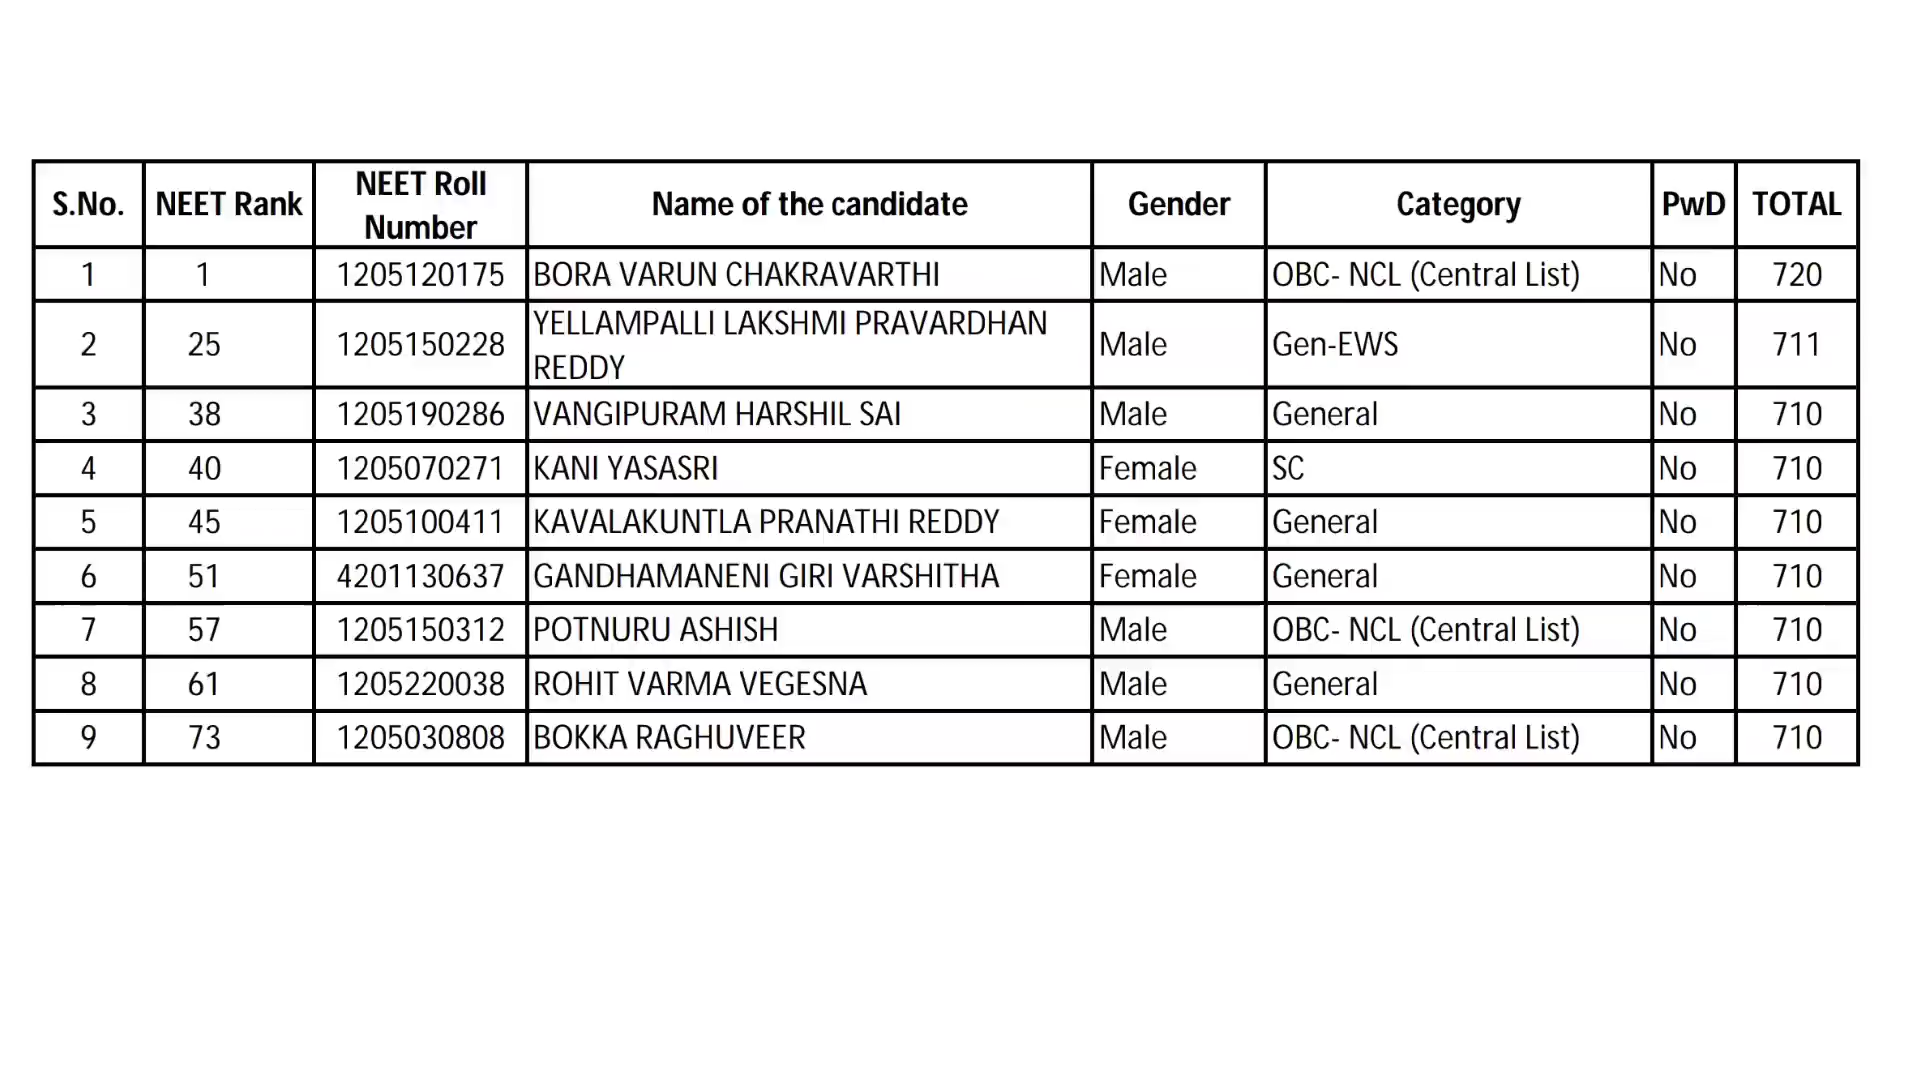 S.No. NEET Rank NEET Roll Number Name of the candidate Gender Category PwD TOTAL
1 1 1205120175 BORA VARUN CHAKRAVARTHI Male OBC- NCL (Central List) No 720
2 25 1205150228 YELLAMPALLI LAKSHMI PRAVARDHAN REDDY Male Gen-EWS No 711
3 38 1205190286 VANGIPURAM HARSHIL SAI Male General No 710
4 40 1205070271 KANI YASASRI Female SC No 710
5 45 1205100411 KAVALAKUNTLA PRANATHI REDDY Female General No 710
6 51 4201130637 GANDHAMANENI GIRI VARSHITHA Female General No 710
7 57 1205150312 POTNURU ASHISH Male OBC- NCL (Central List) No 710
8 61 1205220038 ROHIT VARMA VEGESNA Male General No 710
9 73 1205030808 BOKKA RAGHUVEER Male OBC- NCL (Central List) No 710